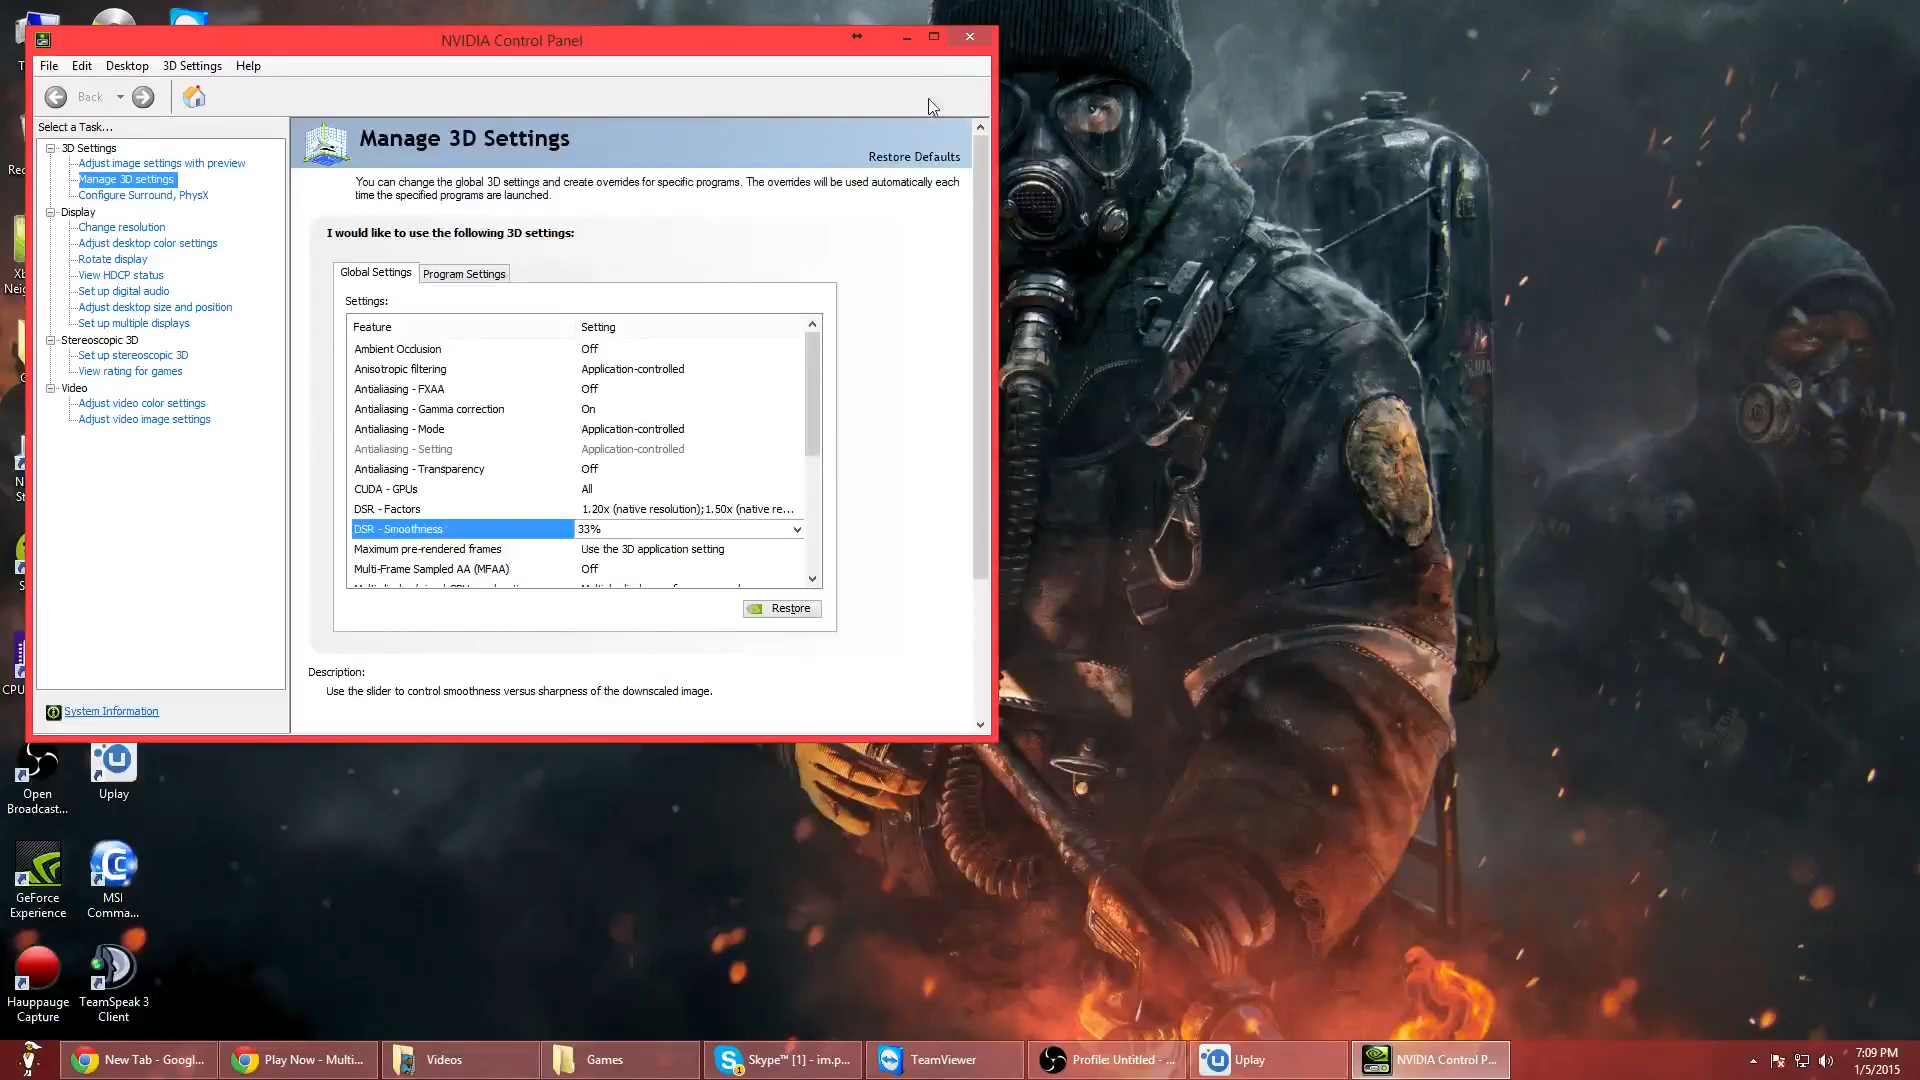 NVIDIA Control Panel
File Edit Desktop 3D Settings Help
Back
Select a Task...
3D Settings
Adjust image settings with preview
Manage 3D settings
Configure Surround, PhysX
Display
Change resolution
Adjust desktop color settings
Rotate display
View HDCP status
Set up digital audio
Adjust desktop size and position
Set up multiple displays
Stereoscopic 3D
Set up stereoscopic 3D
View rating for games
Video
Adjust video color settings
Adjust video image settings
System Information
Manage 3D Settings
Restore Defaults
You can change the global 3D settings and create overrides for specific programs. The overrides will be used automatically each
time the specified programs are launched.
I would like to use the following 3D settings:
Global Settings Program Settings
Settings:
Feature Setting
Ambient Occlusion Off
Anisotropic filtering Application-controlled
Antialiasing - FXAA Off
Antialiasing - Gamma correction On
Antialiasing - Mode Application-controlled
Antialiasing - Setting Application-controlled
Antialiasing - Transparency Off
CUDA - GPUs All
DSR - Factors 1.20x (native resolution);1.50x (native re...
DSR - Smoothness 33%
Maximum pre-rendered frames Use the 3D application setting
Multi-Frame Sampled AA (MFAA) Off
Restore
Description:
Use the slider to control smoothness versus sharpness of the downscaled image.
CPU
Open
Broadcast...
Uplay
GeForce
Experience
MSI
Comma...
Hauppauge
Capture
TeamSpeak 3
Client
New Tab - Googl...
Play Now - Multi...
Videos
Games
Skype™ [1] - im.p...
TeamViewer
Profile: Untitled - ...
Uplay
NVIDIA Control P...
7:09 PM
1/5/2015